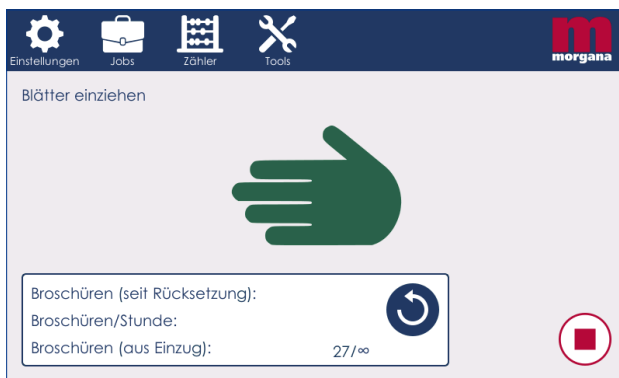 Einstellungen Jobs Zähler Tools
m
morgana
Blätter einziehen
Broschüren (seit Rücksetzung):
Broschüren/Stunde:
Broschüren (aus Einzug): 27/∞